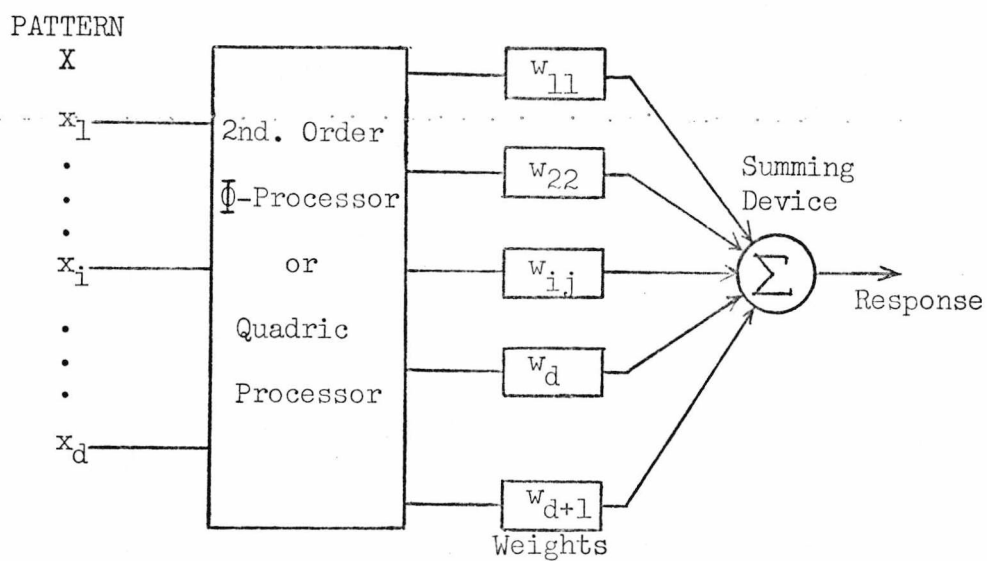 PATTERN
X
x1
xi
xd
2nd. Order
Φ-Processor
or
Quadric
Processor
w11
w22
wij
wd
wd+1
Weights
Summing
Device
Σ
Response